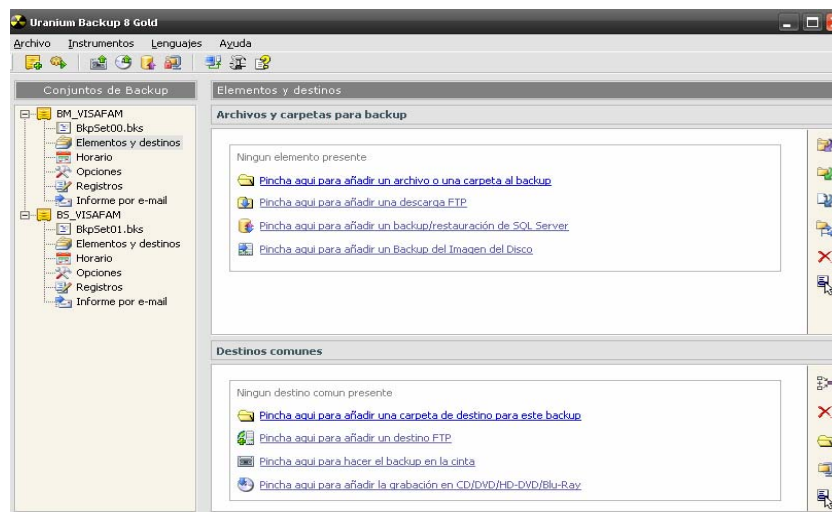 Uranium Backup 8 Gold
Archivo Instrumentos Lenguajes Ayuda
Conjuntos de Backup
BM_VISAFAM
BkpSet00.bks
Elementos y destinos
Horario
Opciones
Registros
Informe por e-mail
BS_VISAFAM
BkpSet01.bks
Elementos y destinos
Horario
Opciones
Registros
Informe por e-mail
Elementos y destinos
Archivos y carpetas para backup
Ningun elemento presente
Pincha aqui para añadir un archivo o una carpeta al backup
Pincha aqui para añadir una descarga FTP
Pincha aqui para añadir un backup/restauración de SQL Server
Pincha aqui para añadir un Backup del Imagen del Disco
Destinos comunes
Ningun destino comun presente
Pincha aqui para añadir una carpeta de destino para este backup
Pincha aqui para añadir un destino FTP
Pincha aqui para hacer el backup en la cinta
Pincha aqui para añadir la grabación en CD/DVD/HD-DVD/Blu-Ray